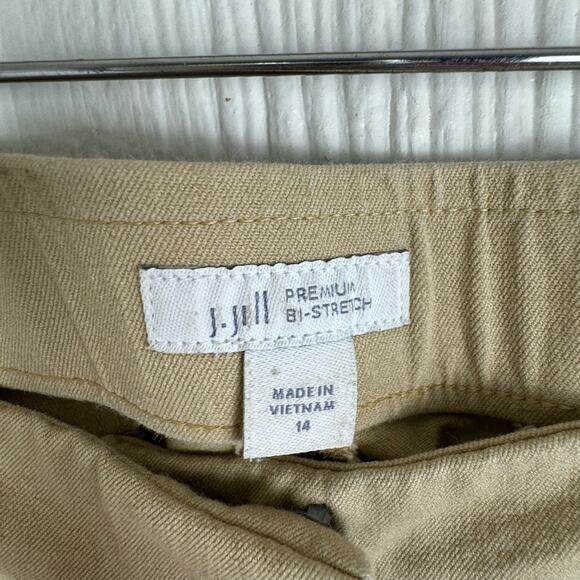 J.Jill PREMIUM
BI-STRETCH
MADE IN
VIETNAM
14